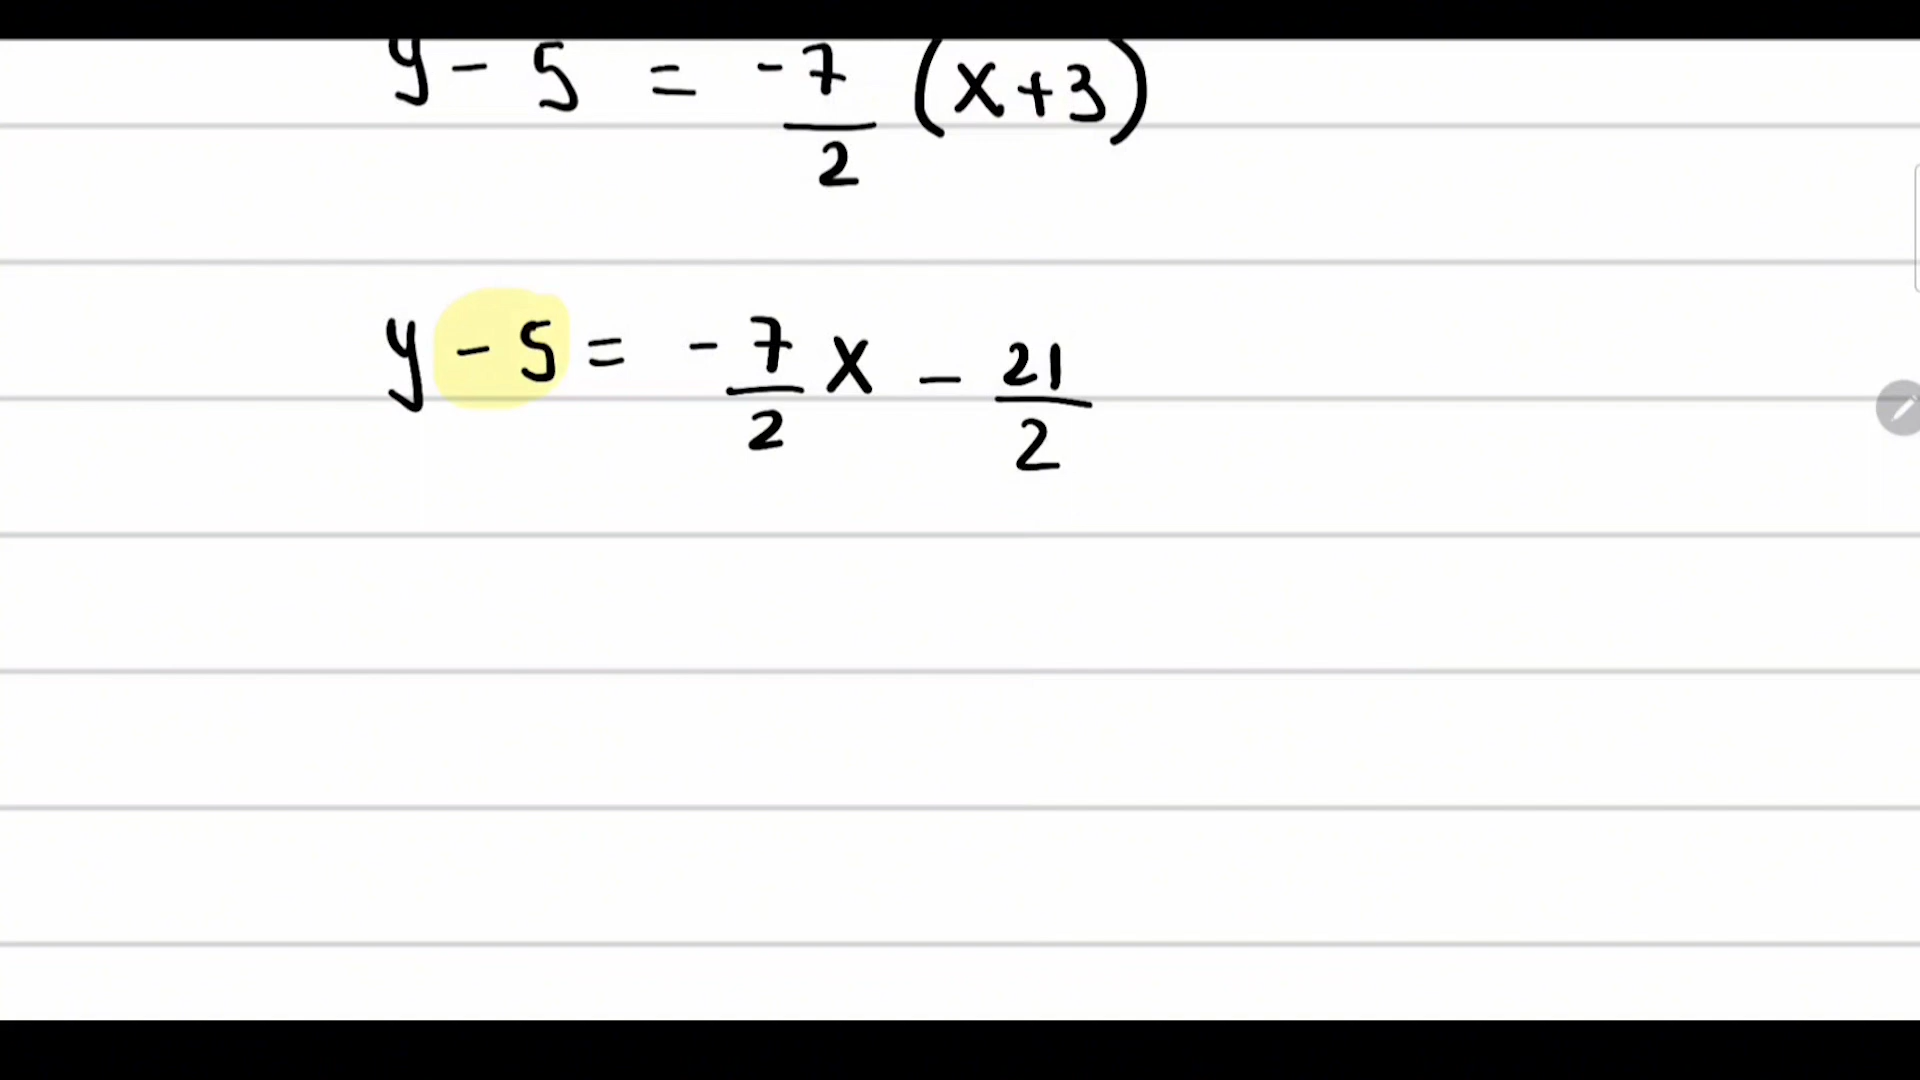 y - 5 = -7/2 (x+3)
y - 5 = -7/2 x - 21/2